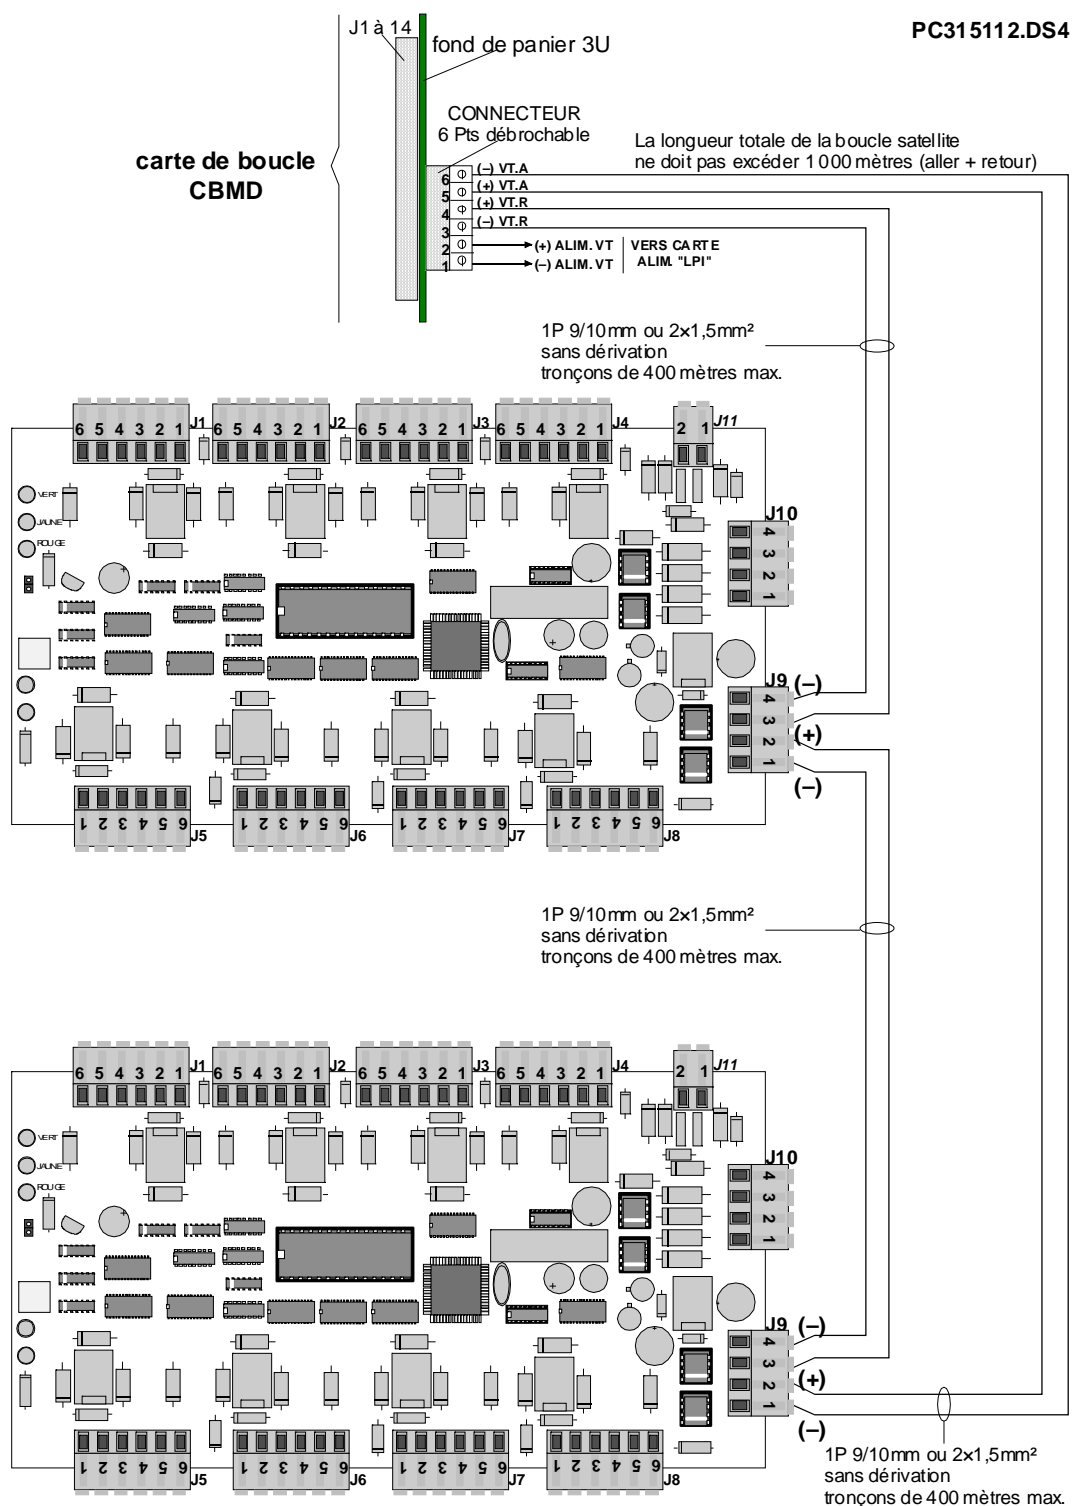 J1 à 14
PC315112.DS4
fond de panier 3U
CONNECTEUR
6 Pts débrochable
La longueur totale de la boucle satellite
ne doit pas excéder 1000 mètres (aller + retour)
carte de boucle
CBMD
6 (–) VT.A
5 (+) VT.A
4 (+) VT.R
3 (–) VT.R
2 (+) ALIM. VT
1 (–) ALIM. VT
VERS CARTE
ALIM. "LPI"
1P 9/10mm ou 2×1,5mm²
sans dérivation
tronçons de 400 mètres max.
6 5 4 3 2 1 J1
6 5 4 3 2 1 J2
6 5 4 3 2 1 J3
6 5 4 3 2 1 J4
2 1 J11
VERT
JAUNE
ROUGE
J10
4
3
2
1
J9
4 (–)
3
2 (+)
1
(–)
1 2 3 4 5 6 J5
1 2 3 4 5 6 J6
1 2 3 4 5 6 J7
1 2 3 4 5 6 J8
1P 9/10mm ou 2×1,5mm²
sans dérivation
tronçons de 400 mètres max.
6 5 4 3 2 1 J1
6 5 4 3 2 1 J2
6 5 4 3 2 1 J3
6 5 4 3 2 1 J4
2 1 J11
VERT
JAUNE
ROUGE
J10
4
3
2
1
J9
4 (–)
3
2 (+)
1
(–)
1 2 3 4 5 6 J5
1 2 3 4 5 6 J6
1 2 3 4 5 6 J7
1 2 3 4 5 6 J8
1P 9/10mm ou 2×1,5mm²
sans dérivation
tronçons de 400 mètres max.